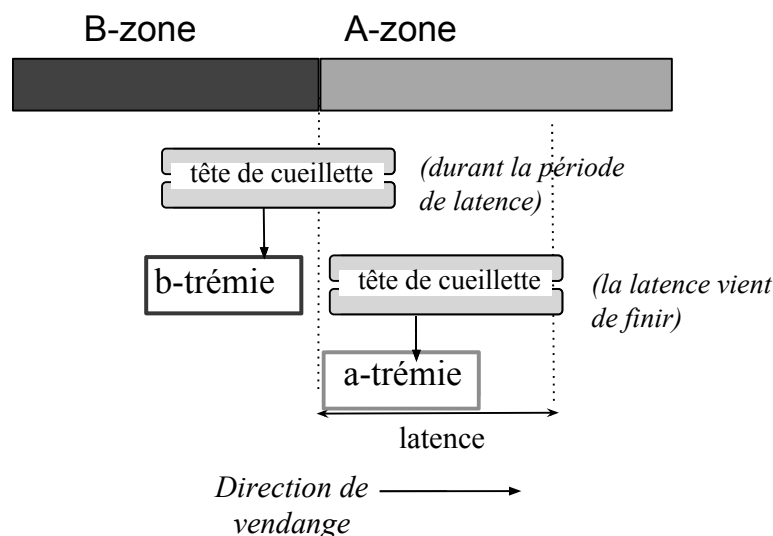 B-zone
A-zone
tête de cueillette
(durant la période
de latence)
b-trémie
tête de cueillette
(la latence vient
de finir)
a-trémie
latence
Direction de
vendange